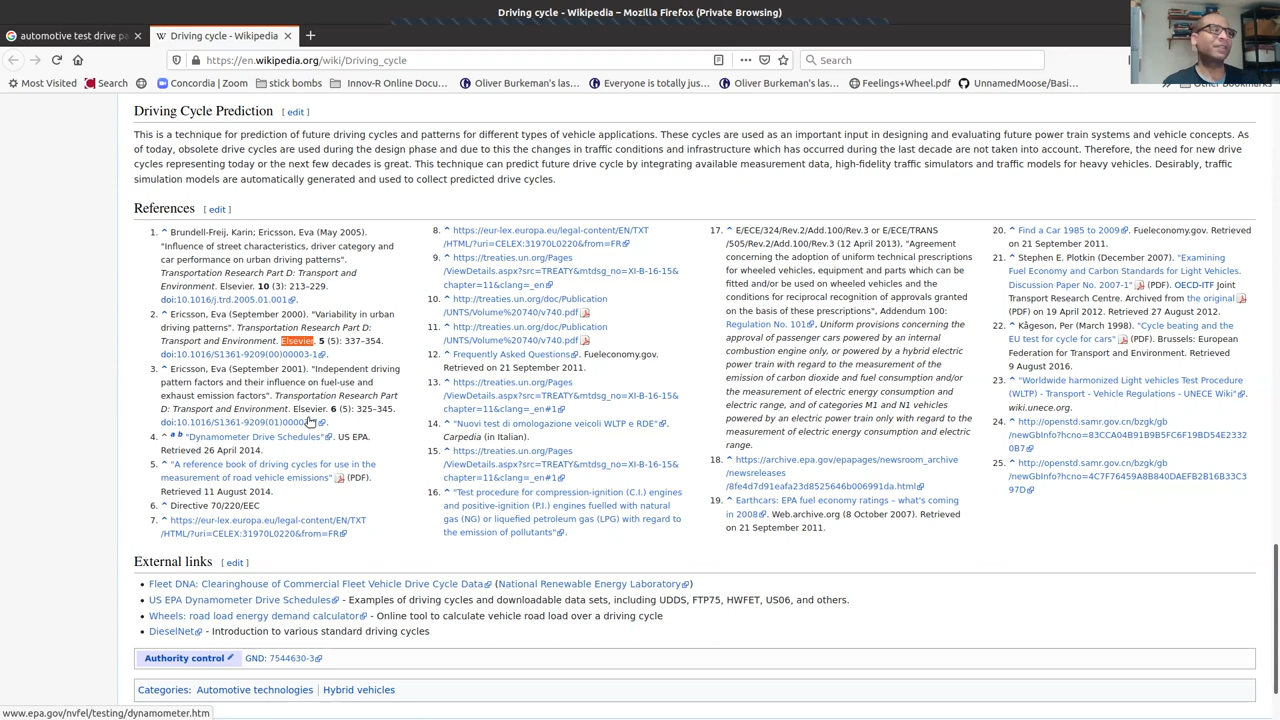 Driving cycle - Wikipedia – Mozilla Firefox (Private Browsing)
automotive test drive pa
Driving cycle - Wikipedia
https://en.wikipedia.org/wiki/Driving_cycle
Search
Most Visited
Search
Concordia | Zoom
stick bombs
Innov-R Online Docu…
Oliver Burkeman's las…
Everyone is totally jus…
Oliver Burkeman's las…
Feelings+Wheel.pdf
UnnamedMoose/Basi…
Other Bookmarks
Driving Cycle Prediction [ edit ]
This is a technique for prediction of future driving cycles and patterns for different types of vehicle applications. These cycles are used as an important input in designing and evaluating future power train systems and vehicle concepts. As
of today, obsolete drive cycles are used during the design phase and due to this the changes in traffic conditions and infrastructure which has occurred during the last decade are not taken into account. Therefore, the need for new drive
cycles representing today or the next few decades is great. This technique can predict future drive cycle by integrating available measurement data, high-fidelity traffic simulators and traffic models for heavy vehicles. Desirably, traffic
simulation models are automatically generated and used to collect predicted drive cycles.
References [ edit ]
1. ^ Brundell-Freij, Karin; Ericsson, Eva (May 2005).
"Influence of street characteristics, driver category and
car performance on urban driving patterns".
Transportation Research Part D: Transport and
Environment. Elsevier. 10 (3): 213–229.
doi:10.1016/j.trd.2005.01.001.
2. ^ Ericsson, Eva (September 2000). "Variability in urban
driving patterns". Transportation Research Part D:
Transport and Environment. Elsevier. 5 (5): 337–354.
doi:10.1016/S1361-9209(00)00003-1.
3. ^ Ericsson, Eva (September 2001). "Independent driving
pattern factors and their influence on fuel-use and
exhaust emission factors". Transportation Research Part
D: Transport and Environment. Elsevier. 6 (5): 325–345.
doi:10.1016/S1361-9209(01)0000
4. ^ a b "Dynamometer Drive Schedules". US EPA.
Retrieved 26 April 2014.
5. ^ "A reference book of driving cycles for use in the
measurement of road vehicle emissions" (PDF).
Retrieved 11 August 2014.
6. ^ Directive 70/220/EEC
7. ^ https://eur-lex.europa.eu/legal-content/EN/TXT
/HTML/?uri=CELEX:31970L0220&from=FR
8. ^ https://eur-lex.europa.eu/legal-content/EN/TXT
/HTML/?uri=CELEX:31970L0220&from=FR
9. ^ https://treaties.un.org/Pages
/ViewDetails.aspx?src=TREATY&mtdsg_no=XI-B-16-15&
chapter=11&clang=_en
10. ^ http://treaties.un.org/doc/Publication
/UNTS/Volume%20740/v740.pdf
11. ^ http://treaties.un.org/doc/Publication
/UNTS/Volume%20740/v740.pdf
12. ^ Frequently Asked Questions. Fueleconomy.gov.
Retrieved on 21 September 2011.
13. ^ https://treaties.un.org/Pages
/ViewDetails.aspx?src=TREATY&mtdsg_no=XI-B-16-15&
chapter=11&clang=_en#1
14. ^ "Nuovi test di omologazione veicoli WLTP e RDE".
Carpedia (in Italian).
15. ^ https://treaties.un.org/Pages
/ViewDetails.aspx?src=TREATY&mtdsg_no=XI-B-16-15&
chapter=11&clang=_en#1
16. ^ "Test procedure for compression-ignition (C.I.) engines
and positive-ignition (P.I.) engines fuelled with natural
gas (NG) or liquefied petroleum gas (LPG) with regard to
the emission of pollutants".
17. ^ E/ECE/324/Rev.2/Add.100/Rev.3 or E/ECE/TRANS
/505/Rev.2/Add.100/Rev.3 (12 April 2013), "Agreement
concerning the adoption of uniform technical prescriptions
for wheeled vehicles, equipment and parts which can be
fitted and/or be used on wheeled vehicles and the
conditions for reciprocal recognition of approvals granted
on the basis of these prescriptions", Addendum 100:
Regulation No. 101, Uniform provisions concerning the
approval of passenger cars powered by an internal
combustion engine only, or powered by a hybrid electric
power train with regard to the measurement of the
emission of carbon dioxide and fuel consumption and/or
the measurement of electric energy consumption and
electric range, and of categories M1 and N1 vehicles
powered by an electric power train only with regard to the
measurement of electric energy consumption and electric
range.
18. ^ https://archive.epa.gov/epapages/newsroom_archive
/newsreleases
/8fe4d7d91eafa23d8525646b006991da.html
19. ^ Earthcars: EPA fuel economy ratings – what's coming
in 2008. Web.archive.org (8 October 2007). Retrieved
on 21 September 2011.
20. ^ Find a Car 1985 to 2009. Fueleconomy.gov. Retrieved
on 21 September 2011.
21. ^ Stephen E. Plotkin (December 2007). "Examining
Fuel Economy and Carbon Standards for Light Vehicles.
Discussion Paper No. 2007-1" (PDF). OECD-ITF Joint
Transport Research Centre. Archived from the original
(PDF) on 19 April 2012. Retrieved 27 August 2012.
22. ^ Kågeson, Per (March 1998). "Cycle beating and the
EU test for cycle for cars" (PDF). Brussels: European
Federation for Transport and Environment. Retrieved
9 August 2016.
23. ^ "Worldwide harmonized Light vehicles Test Procedure
(WLTP) - Transport - Vehicle Regulations - UNECE Wiki".
wiki.unece.org.
24. ^ http://openstd.samr.gov.cn/bzgk/gb
/newGbInfo?hcno=83CCA04B91B9B5FC6F19BD54E2332
0B7
25. ^ http://openstd.samr.gov.cn/bzgk/gb
/newGbInfo?hcno=4C7F76459A8B840DAEFB2B16B33C3
97D
External links [ edit ]
• Fleet DNA: Clearinghouse of Commercial Fleet Vehicle Drive Cycle Data (National Renewable Energy Laboratory)
• US EPA Dynamometer Drive Schedules - Examples of driving cycles and downloadable data sets, including UDDS, FTP75, HWFET, US06, and others.
• Wheels: road load energy demand calculator - Online tool to calculate vehicle road load over a driving cycle
• DieselNet - Introduction to various standard driving cycles
Authority control GND: 7544630-3
Categories: Automotive technologies | Hybrid vehicles
www.epa.gov/nvfel/testing/dynamometer.htm